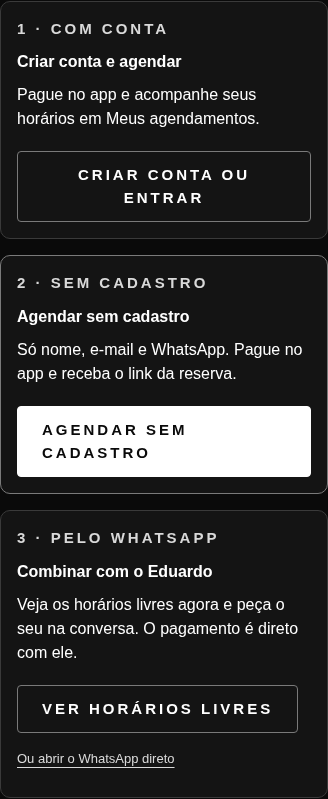 1 · COM CONTA
Criar conta e agendar
Pague no app e acompanhe seus
horários em Meus agendamentos.
CRIAR CONTA OU
ENTRAR
2 · SEM CADASTRO
Agendar sem cadastro
Só nome, e-mail e WhatsApp. Pague no
app e receba o link da reserva.
AGENDAR SEM
CADASTRO
3 · PELO WHATSAPP
Combinar com o Eduardo
Veja os horários livres agora e peça o
seu na conversa. O pagamento é direto
com ele.
VER HORÁRIOS LIVRES
Ou abrir o WhatsApp direto